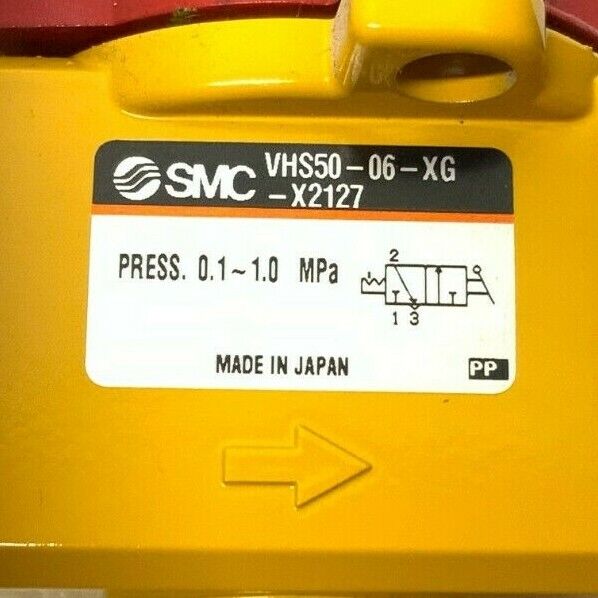 SMC VHS50-06-XG
-X2127
PRESS. 0.1~1.0 MPa
2
1 3
MADE IN JAPAN
PP